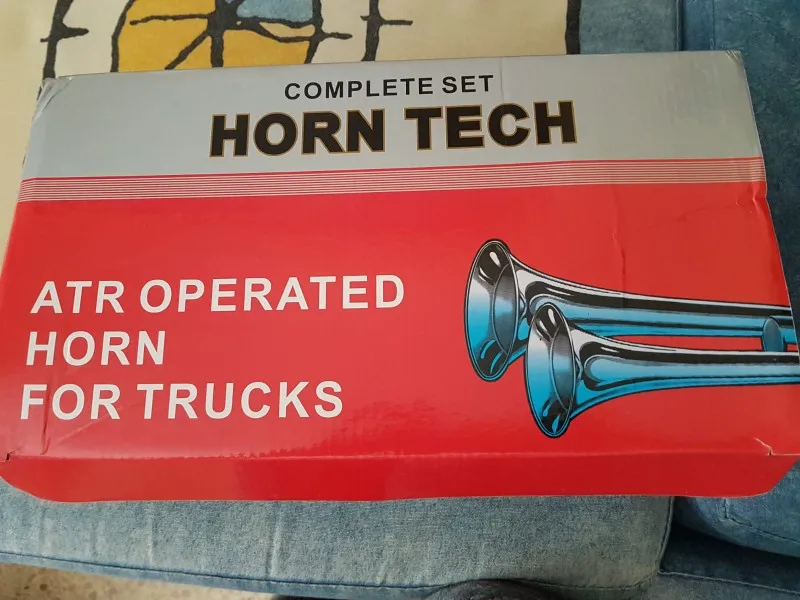 COMPLETE SET
HORN TECH
ATR OPERATED
HORN
FOR TRUCKS